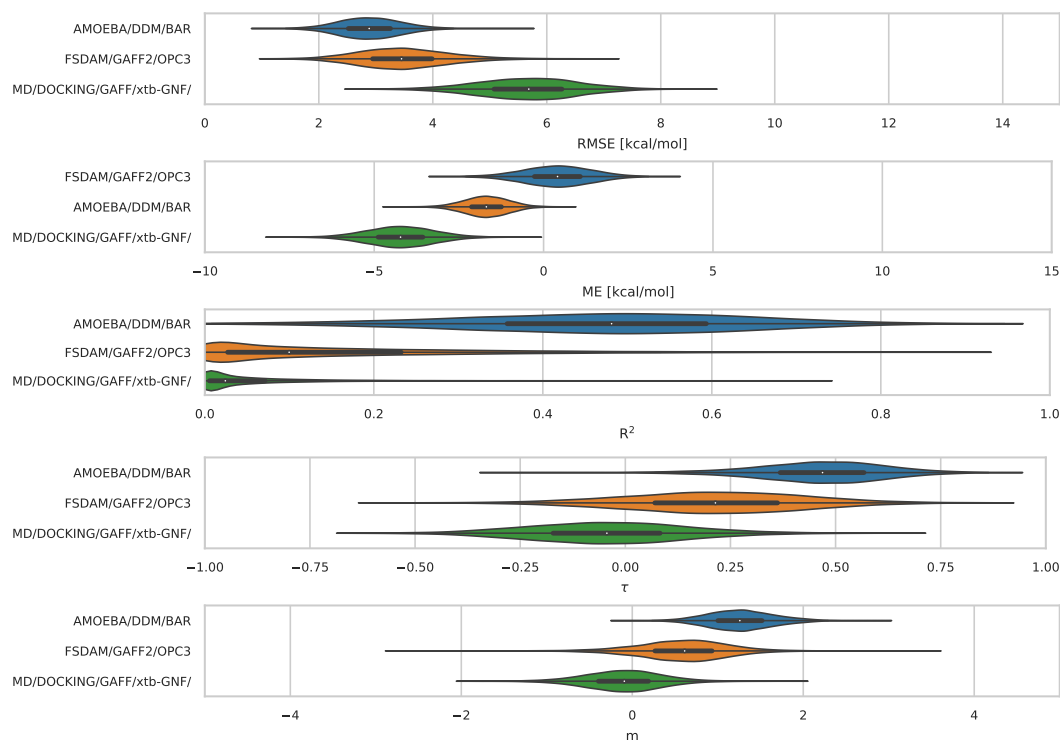 AMOEBA/DDM/BAR
FSDAM/GAFF2/OPC3
MD/DOCKING/GAFF/xtb-GNF/
0 2 4 6 8 10 12 14
RMSE [kcal/mol]
FSDAM/GAFF2/OPC3
AMOEBA/DDM/BAR
MD/DOCKING/GAFF/xtb-GNF/
−10 −5 0 5 10 15
ME [kcal/mol]
AMOEBA/DDM/BAR
FSDAM/GAFF2/OPC3
MD/DOCKING/GAFF/xtb-GNF/
0.0 0.2 0.4 0.6 0.8 1.0
R²
AMOEBA/DDM/BAR
FSDAM/GAFF2/OPC3
MD/DOCKING/GAFF/xtb-GNF/
−1.00 −0.75 −0.50 −0.25 0.00 0.25 0.50 0.75 1.00
τ
AMOEBA/DDM/BAR
FSDAM/GAFF2/OPC3
MD/DOCKING/GAFF/xtb-GNF/
−4 −2 0 2 4
m